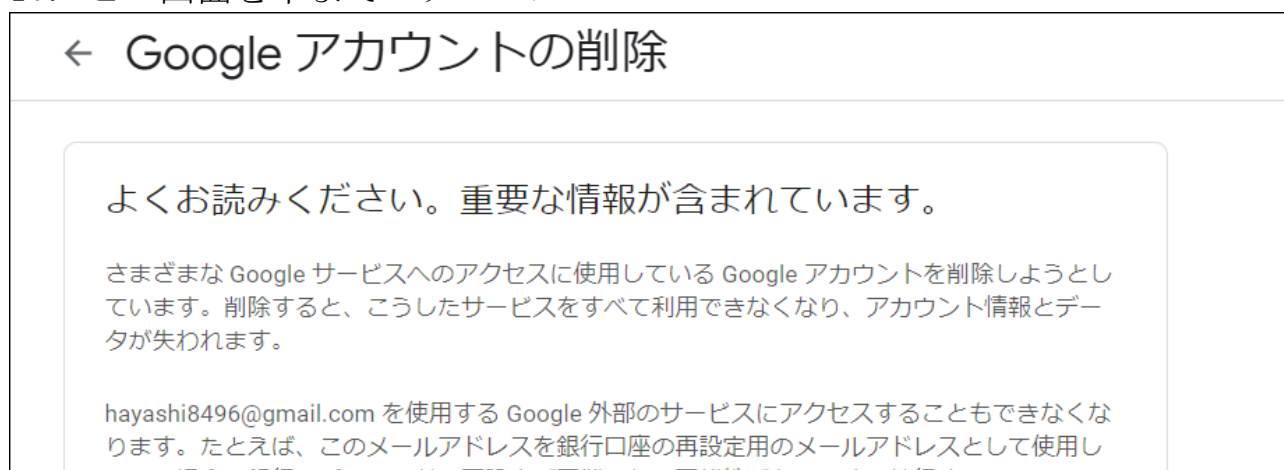 ← Google アカウントの削除
よくお読みください。重要な情報が含まれています。
さまざまな Google サービスへのアクセスに使用している Google アカウントを削除しようとし
ています。削除すると、こうしたサービスをすべて利用できなくなり、アカウント情報とデー
タが失われます。
hayashi8496@gmail.com を使用する Google 外部のサービスにアクセスすることもできなくな
ります。たとえば、このメールアドレスを銀行口座の再設定用のメールアドレスとして使用し